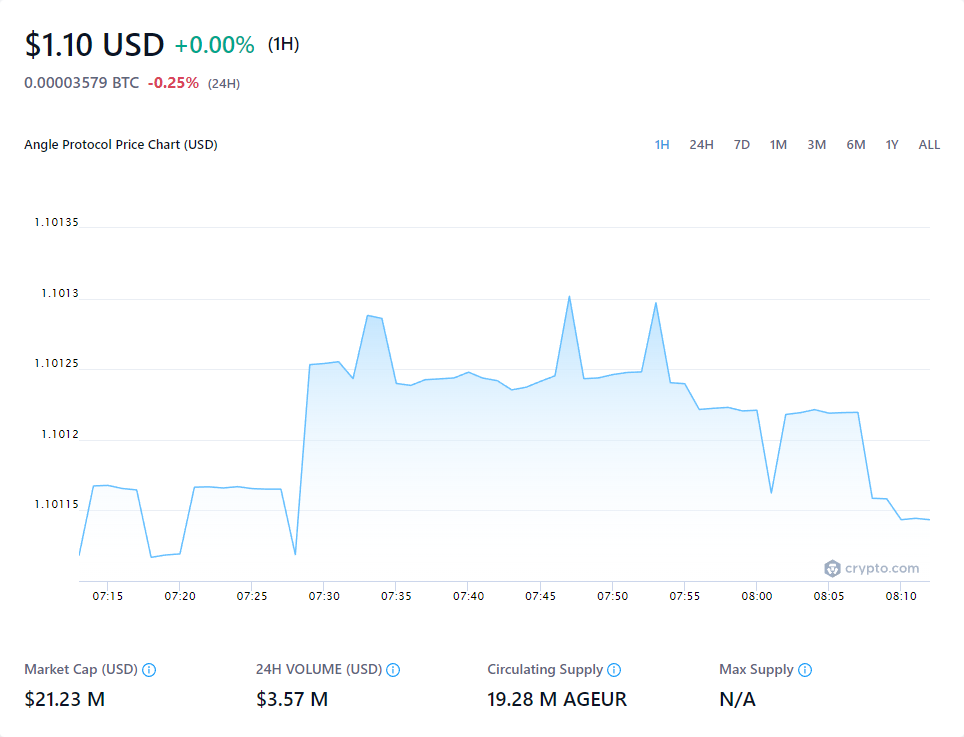 $1.10 USD +0.00% (1H)
0.00003579 BTC -0.25% (24H)
Angle Protocol Price Chart (USD) 1H 24H 7D 1M 3M 6M 1Y ALL
1.10135
1.1013
1.10125
1.1012
1.10115
crypto.com
07:15 07:20 07:25 07:30 07:35 07:40 07:45 07:50 07:55 08:00 08:05 08:10
Market Cap (USD) 24H VOLUME (USD) Circulating Supply Max Supply
$21.23 M $3.57 M 19.28 M AGEUR N/A